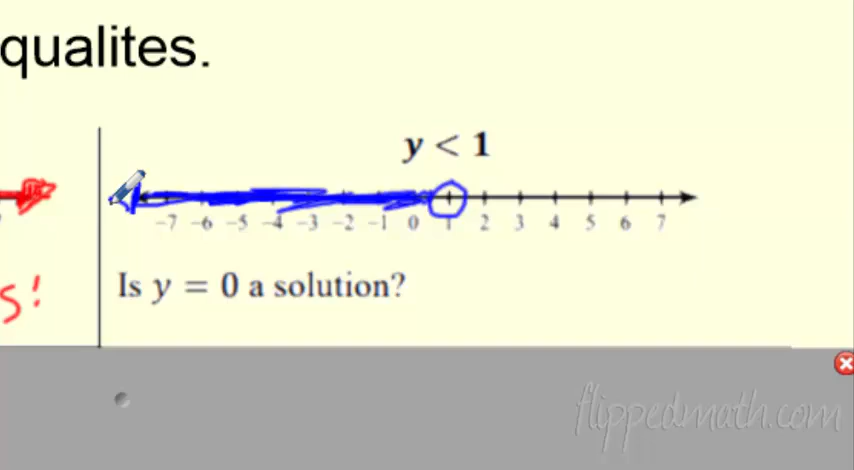 qualites.
y < 1
-7 -6 -5 -4 -3 -2 -1 0 1 2 3 4 5 6 7
s!
Is y = 0 a solution?
flippedmath.com